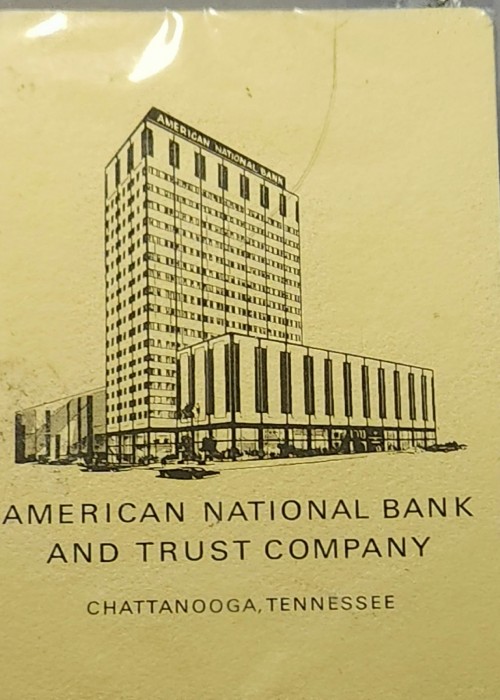 AMERICAN NATIONAL BANK
AMERICAN NATIONAL BANK
AND TRUST COMPANY
CHATTANOOGA, TENNESSEE